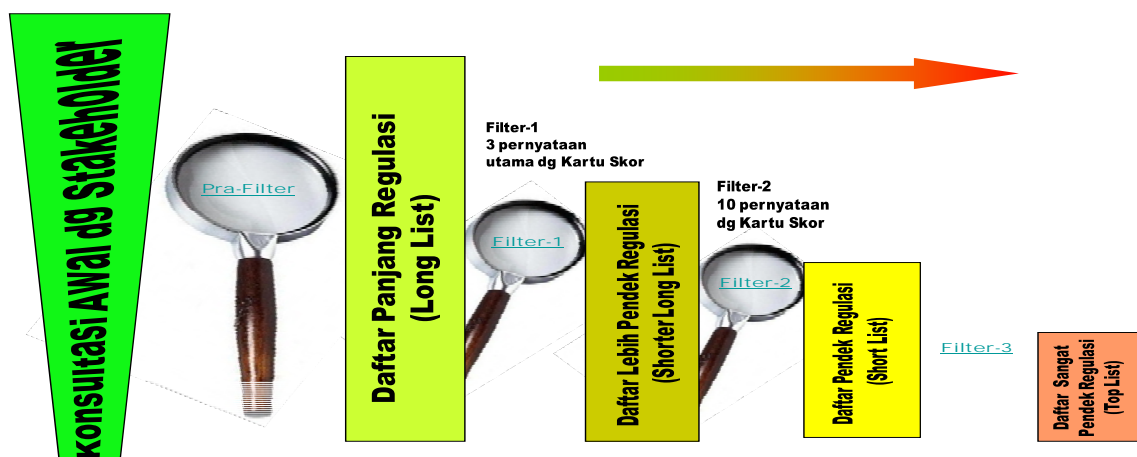 konsultasi Awal dg Stakeholder
Pra-Filter
Daftar Panjang Regulasi
(Long List)
Filter-1
3 pernyataan
utama dg Kartu Skor
Filter-1
Daftar Lebih Pendek Regulasi
(Shorter Long List)
Filter-2
10 pernyataan
dg Kartu Skor
Filter-2
Daftar Pendek Regulasi
(Short List)
Filter-3
Daftar Sangat
Pendek Regulasi
(Top List)